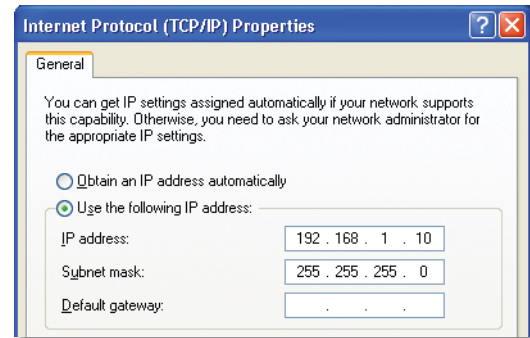 Internet Protocol (TCP/IP) Properties
General
You can get IP settings assigned automatically if your network supports
this capability. Otherwise, you need to ask your network administrator for
the appropriate IP settings.
Obtain an IP address automatically
Use the following IP address:
IP address: 192 . 168 . 1 . 10
Subnet mask: 255 . 255 . 255 . 0
Default gateway: . . .